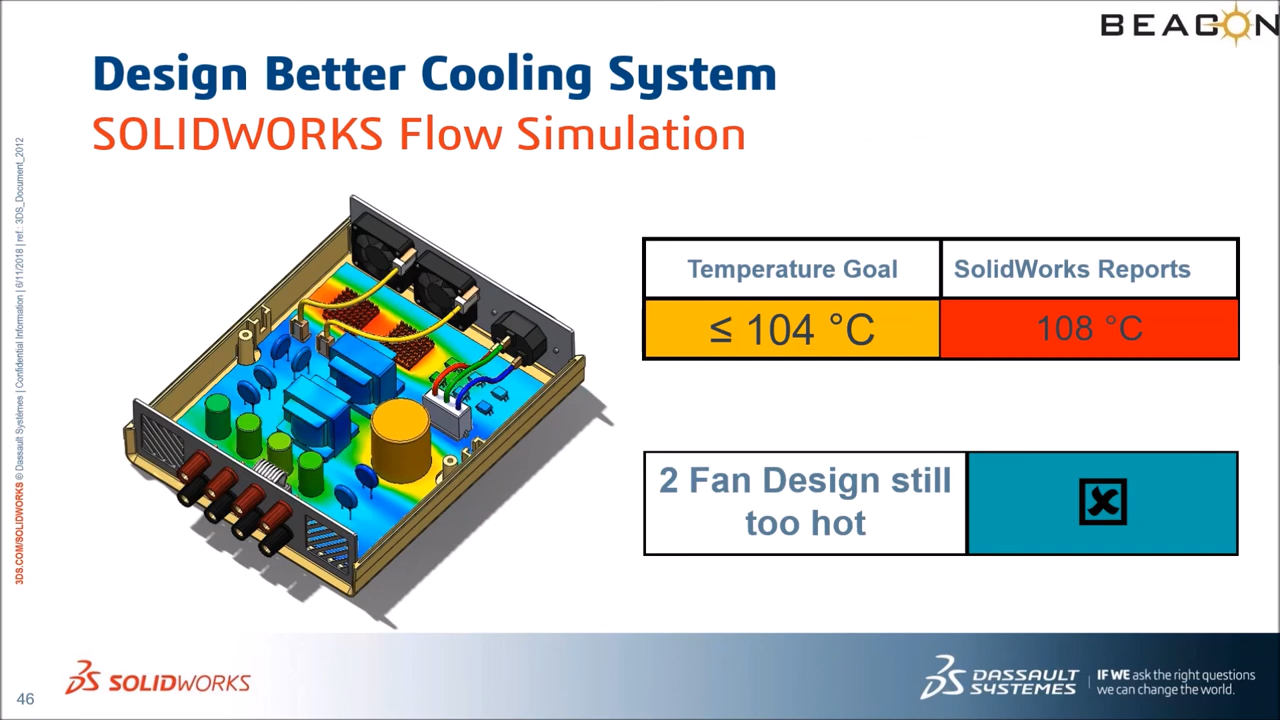 BEACON
Design Better Cooling System
SOLIDWORKS Flow Simulation
3DS.COM/SOLIDWORKS © Dassault Systèmes | Confidential Information | 6/11/2018 | ref.: 3DS_Document_2012
Temperature Goal
SolidWorks Reports
≤ 104 °C
108 °C
2 Fan Design still
too hot
SOLIDWORKS
DASSAULT
SYSTEMES
IF WE ask the right questions
we can change the world.
46